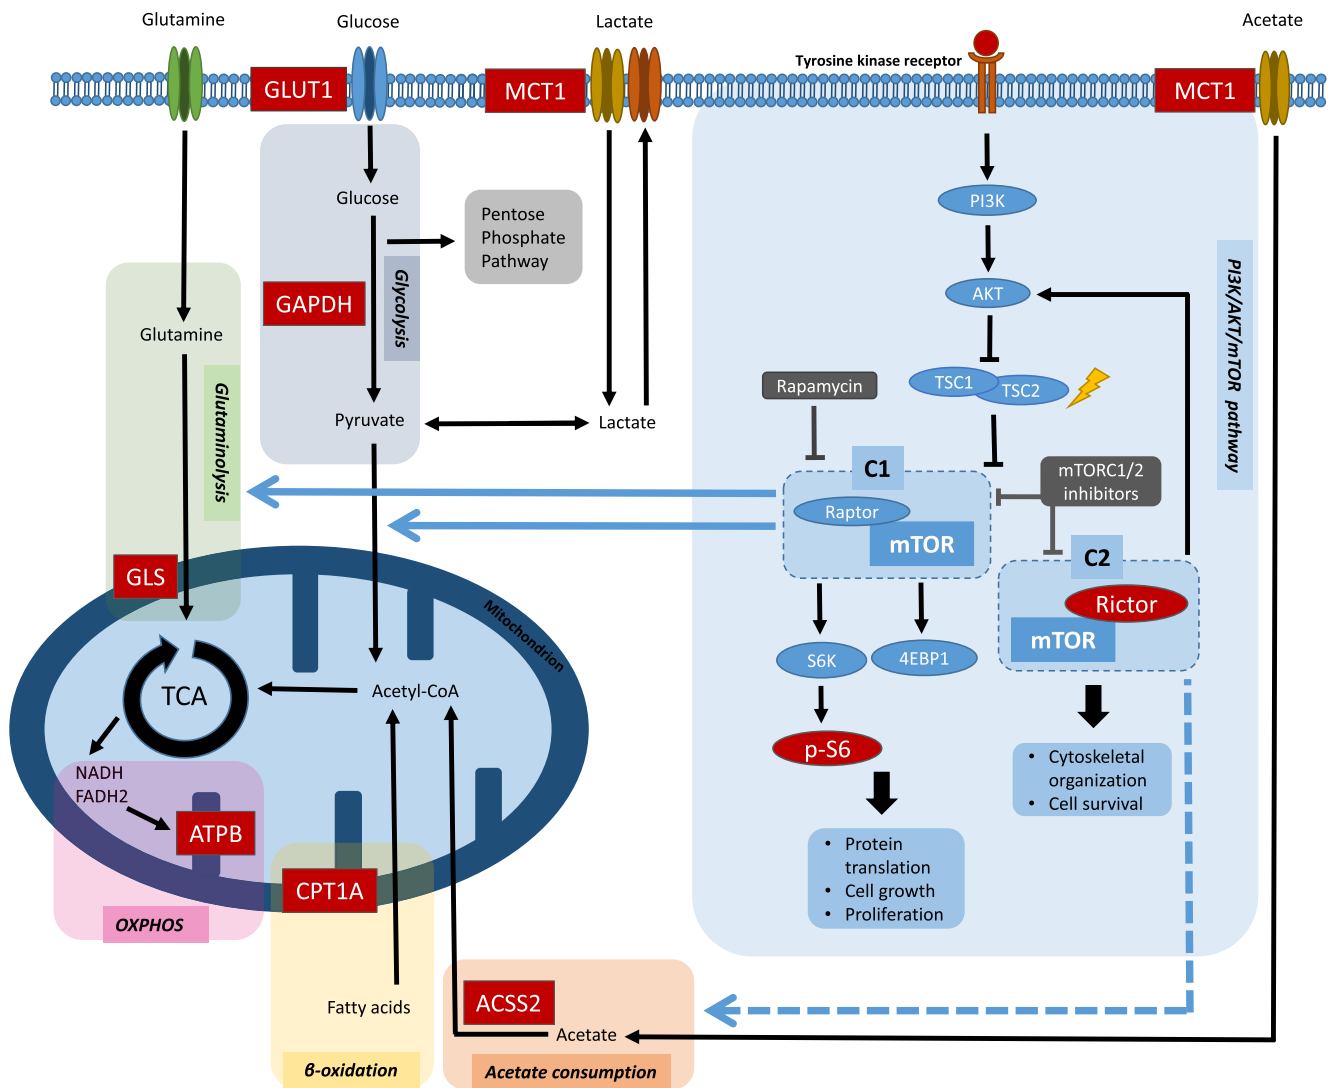 Glutamine
Glucose
Lactate
Acetate
Tyrosine kinase receptor
GLUT1
MCT1
MCT1
Glucose
PI3K
Pentose
Phosphate
Pathway
Glycolysis
GAPDH
AKT
PI3K/AKT/mTOR pathway
Glutamine
Glutaminolysis
Rapamycin
TSC1
TSC2
Pyruvate
Lactate
C1
mTORC1/2
inhibitors
Raptor
mTOR
C2
GLS
Rictor
mTOR
Mitochondrion
S6K
4EBP1
TCA
Acetyl-CoA
p-S6
NADH
FADH2
• Cytoskeletal
organization
• Cell survival
ATPB
• Protein
translation
• Cell growth
• Proliferation
CPT1A
OXPHOS
ACSS2
Fatty acids
Acetate
β-oxidation
Acetate consumption